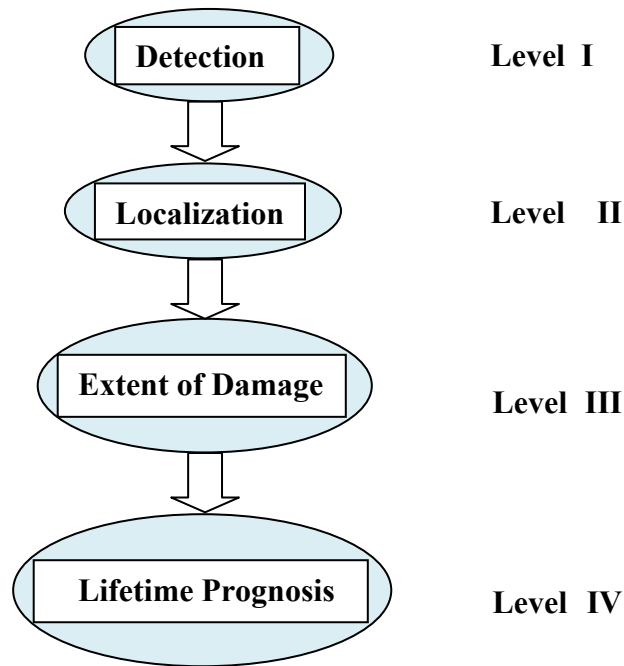 Detection Level I
Localization Level II
Extent of Damage Level III
Lifetime Prognosis Level IV